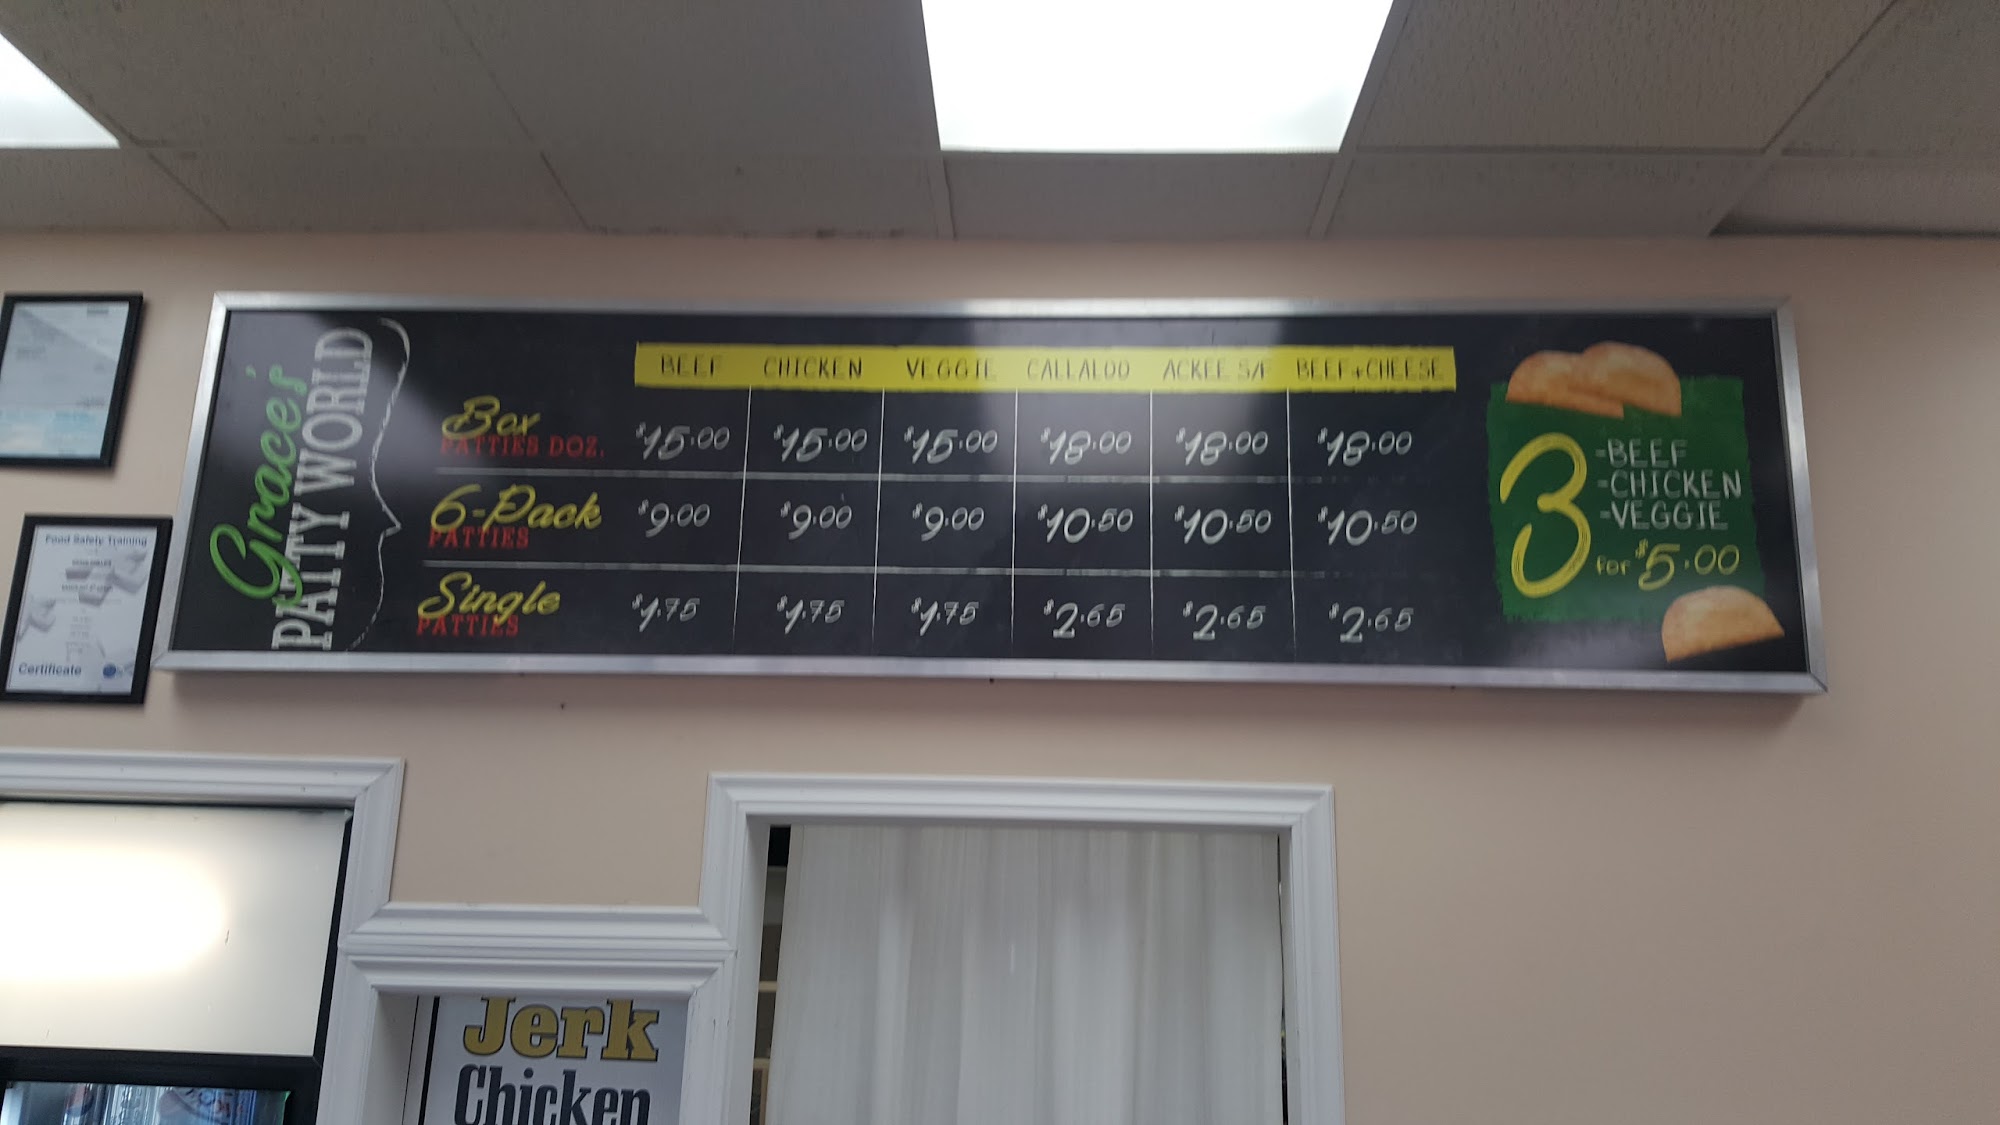 Grace's
PATTY WORLD
BEEF CHICKEN VEGGIE CALLALOO ACKEE S/F BEEF+CHEESE
Box
PATTIES DOZ. $15.00 $15.00 $15.00 $18.00 $18.00 $18.00
6-Pack
PATTIES $9.00 $9.00 $9.00 $10.50 $10.50 $10.50
Single
PATTIES $1.75 $1.75 $1.75 $2.65 $2.65 $2.65
3
-BEEF
-CHICKEN
-VEGGIE
FOR $5.00
Food Safety Training
Certificate
Jerk
Chicken